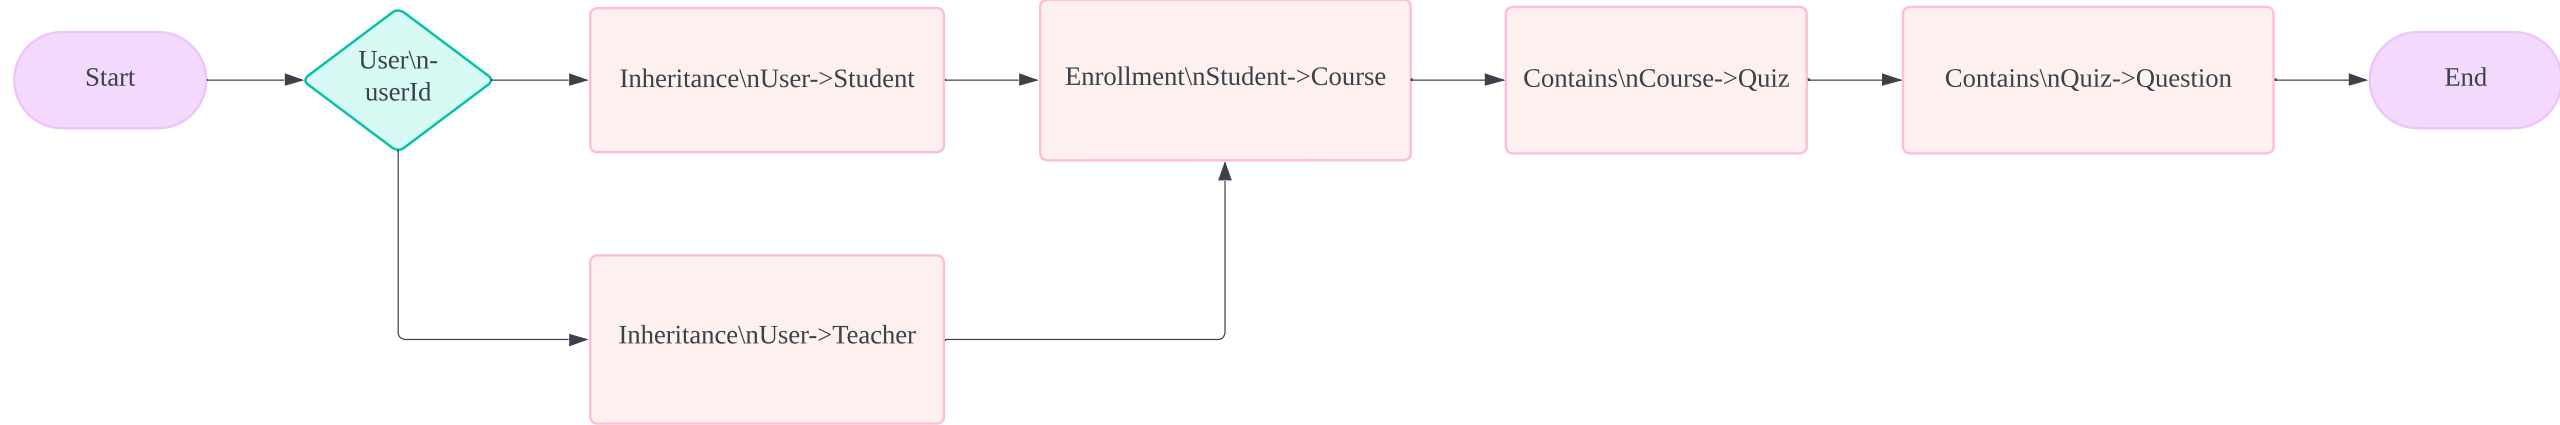 Start
User\n-
userId
Inheritance\nUser->Student
Enrollment\nStudent->Course
Contains\nCourse->Quiz
Contains\nQuiz->Question
End
Inheritance\nUser->Teacher